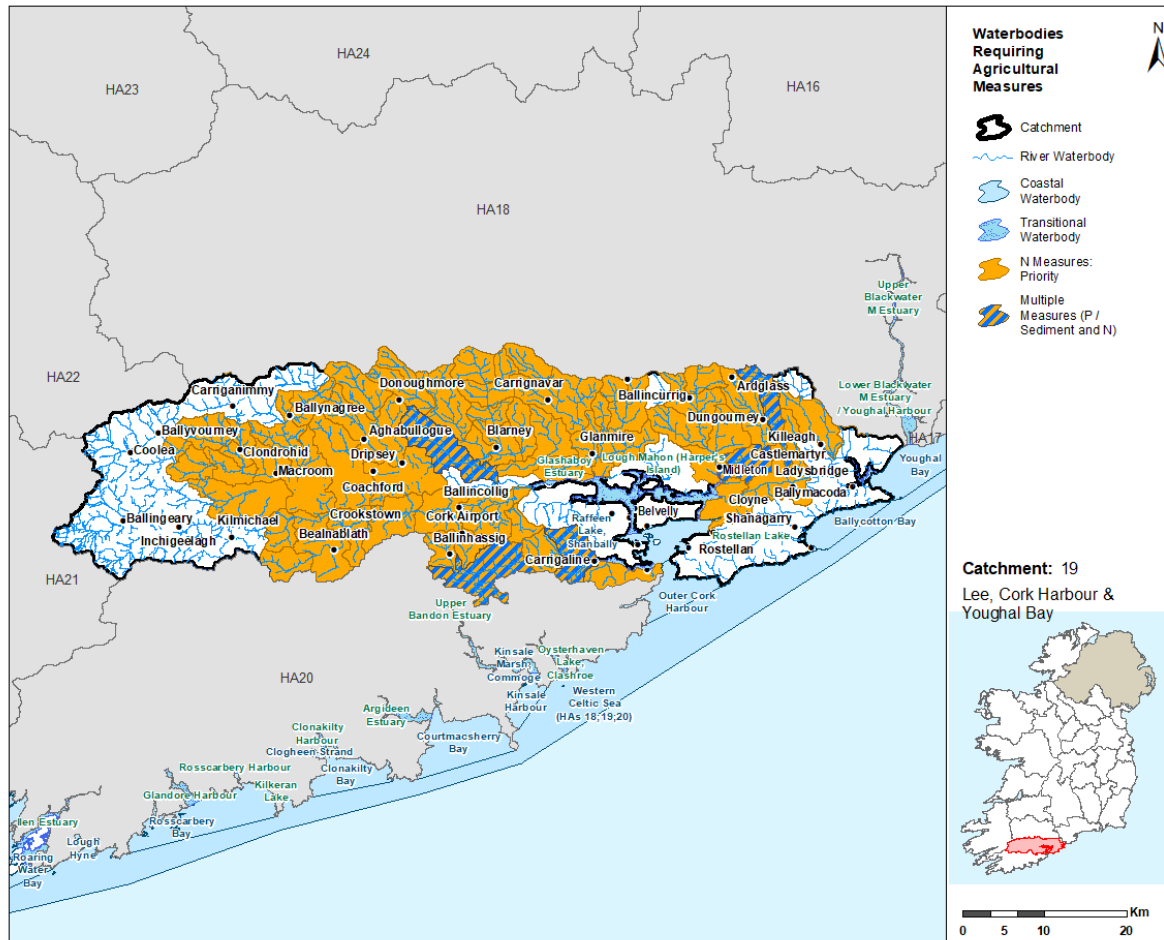 HA24
HA23
HA16
HA18
HA22
HA21
HA20
HA17
Upper
Blackwater
M Estuary
Lower Blackwater
M Estuary
/ Youghal Harbour
Youghal
Bay
Carriganimmy
Donoughmore
Carrignavar
Ardglass
Ballincurrig
Ballynagree
Dungourney
Ballyvourney
Aghabullogue
Blarney
Glanmire
Killeagh
Coolea
Clondrohid
Dripsey
Glashaboy
Estuary
Lough Mahon (Harper's
Island)
Castlemartyr
Macroom
Midleton
Ladysbridge
Coachford
Ballincollig
Cloyne
Ballymacoda
Ballingeary
Kilmichael
Crookstown
Cork Airport
Belvelly
Raffeen
Lake,
Shanbally
Shanagarry
Ballycotton Bay
Inchigeelagh
Bealnablath
Ballinhassig
Rostellan Lake
Rostellan
Carrigaline
Outer Cork
Harbour
Upper
Bandon Estuary
Kinsale
Marsh,
Commoge
Oysterhaven
Lake,
Clashroe
Kinsale
Harbour
Western
Celtic Sea
(HAs 18;19;20)
Argideen
Estuary
Courtmacsherry
Bay
Clonakilty
Harbour
Clogheen-Strand
Clonakilty
Bay
Rosscarbery Harbour
Kilkeran
Lake
Glandore Harbour
Rosscarbery
Bay
llen Estuary
Lough
Hyne
Roaring
Water
Bay
Waterbodies
Requiring
Agricultural
Measures
N
Catchment
River Waterbody
Coastal
Waterbody
Transitional
Waterbody
N Measures:
Priority
Multiple
Measures (P /
Sediment and N)
Catchment: 19
Lee, Cork Harbour &
Youghal Bay
Km
0 5 10 20